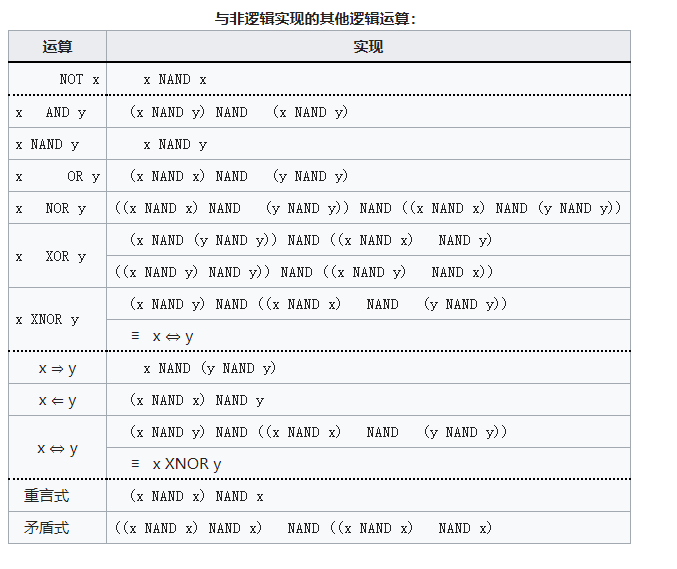 与非逻辑实现的其他逻辑运算：
运算 实现
NOT x x NAND x
x AND y (x NAND y) NAND (x NAND y)
x NAND y x NAND y
x OR y (x NAND x) NAND (y NAND y)
x NOR y ((x NAND x) NAND (y NAND y)) NAND ((x NAND x) NAND (y NAND y))
x XOR y (x NAND (y NAND y)) NAND ((x NAND x) NAND y)
((x NAND y) NAND y)) NAND ((x NAND y) NAND x))
x XNOR y (x NAND y) NAND ((x NAND x) NAND (y NAND y))
≡ x ⇔ y
x ⇒ y x NAND (y NAND y)
x ⇐ y (x NAND x) NAND y
x ⇔ y (x NAND y) NAND ((x NAND x) NAND (y NAND y))
≡ x XNOR y
重言式 (x NAND x) NAND x
矛盾式 ((x NAND x) NAND x) NAND ((x NAND x) NAND x)